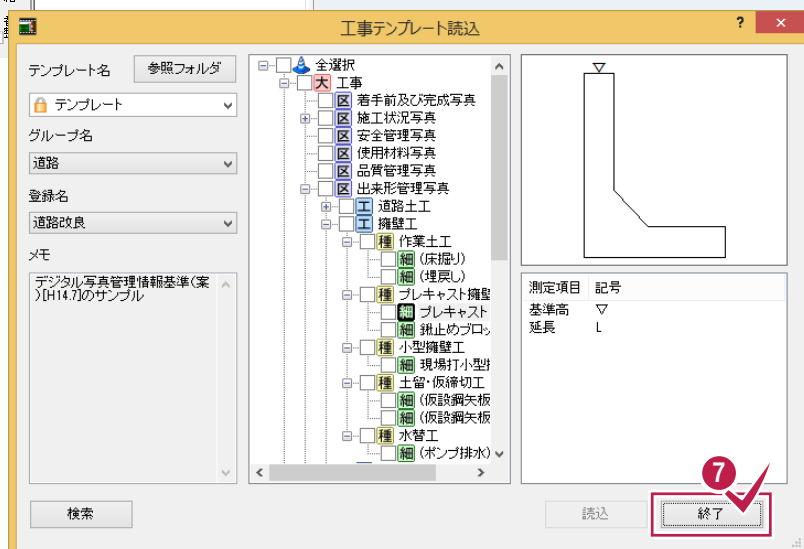 工事テンプレート読込
?
×
テンプレート名
参照フォルダ
テンプレート
グループ名
道路
登録名
道路改良
メモ
デジタル写真管理情報基準(案
)[H14.7]のサンプル
検索
全選択
大 工事
区 着手前及び完成写真
区 施工状況写真
区 安全管理写真
区 使用材料写真
区 品質管理写真
区 出来形管理写真
工 道路土工
工 擁壁工
種 作業土工
細 (床掘り)
細 (埋戻し)
種 プレキャスト擁壁
細 プレキャスト
細 鍬止めブロッ
種 小型擁壁工
細 現場打小型
種 土留・仮締切工
細 (仮設鋼矢板
細 (仮設鋼矢板
種 水替工
細 (ポンプ排水)
測定項目 記号
基準高 ▽
延長 L
読込
終了
7